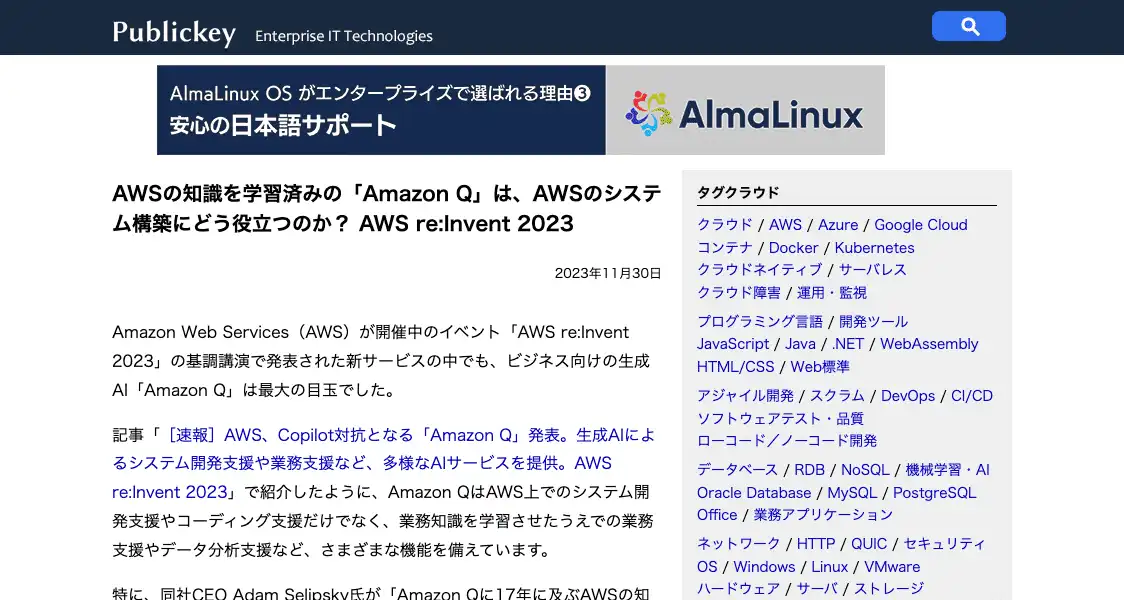 Publickey Enterprise IT Technologies
AlmaLinux OS がエンタープライズで選ばれる理由❸
安心の日本語サポート
AlmaLinux
AWSの知識を学習済みの「Amazon Q」は、AWSのシステ
ム構築にどう役立つのか？ AWS re:Invent 2023
2023年11月30日
Amazon Web Services（AWS）が開催中のイベント「AWS re:Invent
2023」の基調講演で発表された新サービスの中でも、ビジネス向けの生成
AI「Amazon Q」は最大の目玉でした。
記事「［速報］AWS、Copilot対抗となる「Amazon Q」発表。生成AIによ
るシステム開発支援や業務支援など、多様なAIサービスを提供。AWS
re:Invent 2023」で紹介したように、Amazon QはAWS上でのシステム開
発支援やコーディング支援だけでなく、業務知識を学習させたうえでの業務
支援やデータ分析支援など、さまざまな機能を備えています。
特に、同社CEO Adam Selipsky氏が「Amazon Qに17年に及ぶAWSの知
タグクラウド
クラウド / AWS / Azure / Google Cloud
コンテナ / Docker / Kubernetes
クラウドネイティブ / サーバレス
クラウド障害 / 運用・監視
プログラミング言語 / 開発ツール
JavaScript / Java / .NET / WebAssembly
HTML/CSS / Web標準
アジャイル開発 / スクラム / DevOps / CI/CD
ソフトウェアテスト・品質
ローコード／ノーコード開発
データベース / RDB / NoSQL / 機械学習・AI
Oracle Database / MySQL / PostgreSQL
Office / 業務アプリケーション
ネットワーク / HTTP / QUIC / セキュリティ
OS / Windows / Linux / VMware
ハードウェア / サーバ / ストレージ